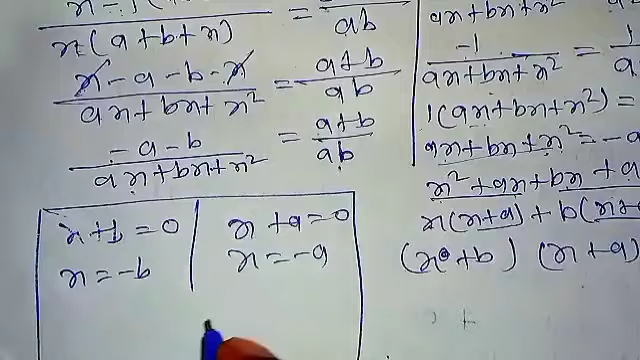 x(a+b+x) = ab
x-a-b-x / ax+bx+x² = a+b / ab
-a-b / ax+bx+x² = a+b / ab
x+b=0
x=-b
x+a=0
x=-a
ax+bx+x²
-1 / ax+bx+x² = 1
1(ax+bx+x²) =
ax+bx+x²=-a
x²+ax+bx+a
x(x+a)+b(x+
(x+b) (x+a)